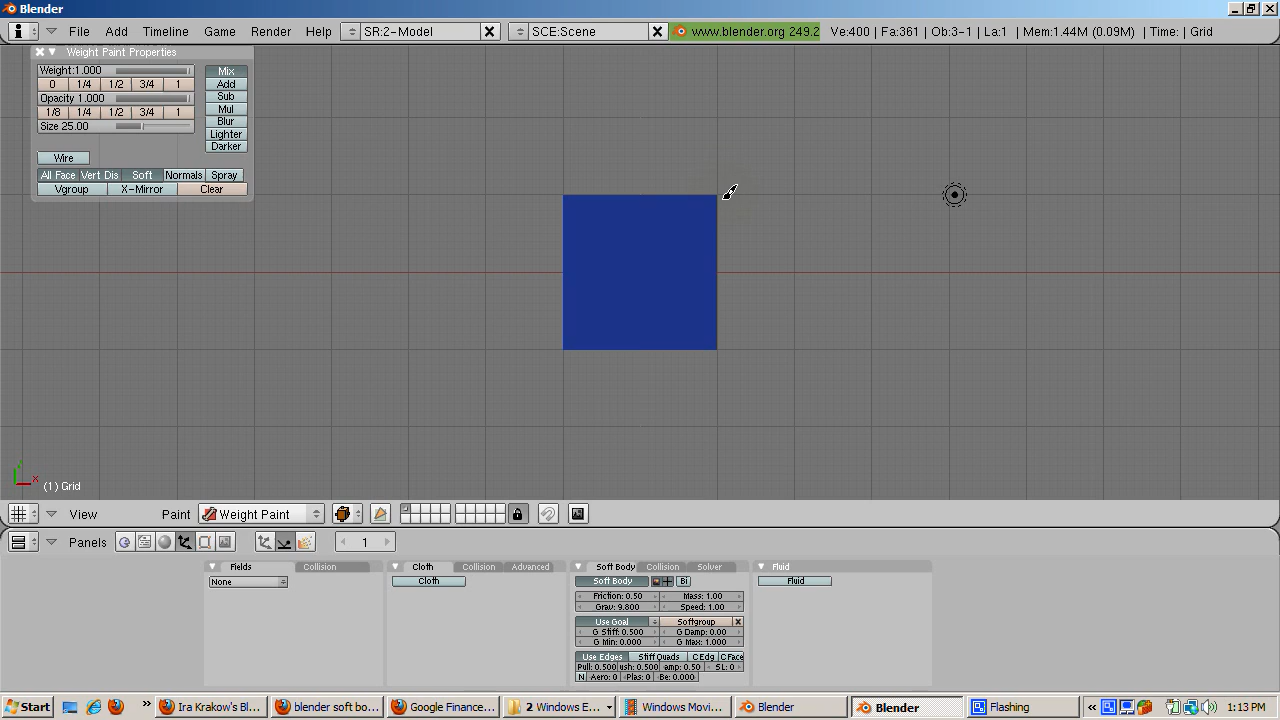 Blender
File Add Timeline Game Render Help SR:2-Model SCE:Scene www.blender.org 249.2 Ve:400 | Fa:361 | Ob:3-1 | La:1 | Mem:1.44M (0.09M) | Time: | Grid
Weight Paint Properties
Weight:1.000 Mix
0 1/4 1/2 3/4 1 Add
Opacity 1.000 Sub
1/8 1/4 1/2 3/4 1 Mul
Blur
Size 25.00
Lighter
Darker
Wire
All Face Vert Dis Soft Normals Spray
Vgroup X-Mirror Clear
x
(1) Grid
View Paint Weight Paint
Panels 1
Fields Collision Cloth Collision Advanced Soft Body Collision Solver Fluid
None Cloth Soft Body Bl Fluid
Friction: 0.50 Mass: 1.00
Grav: 9.800 Speed: 1.00
Use Goal Softgroup
G Stiff: 0.500 G Damp: 0.00
G Min: 0.000 G Max: 1.000
Use Edges Stiff Quads C Edg C Face
Pull: 0.500 ush: 0.500 amp: 0.50 SL: 0
N Aero: 0 Plas: 0 Be: 0.000
Start Ira Krakow's Bl... blender soft bo... Google Finance... 2 Windows E... Windows Movi... Blender Blender Flashing 1:13 PM